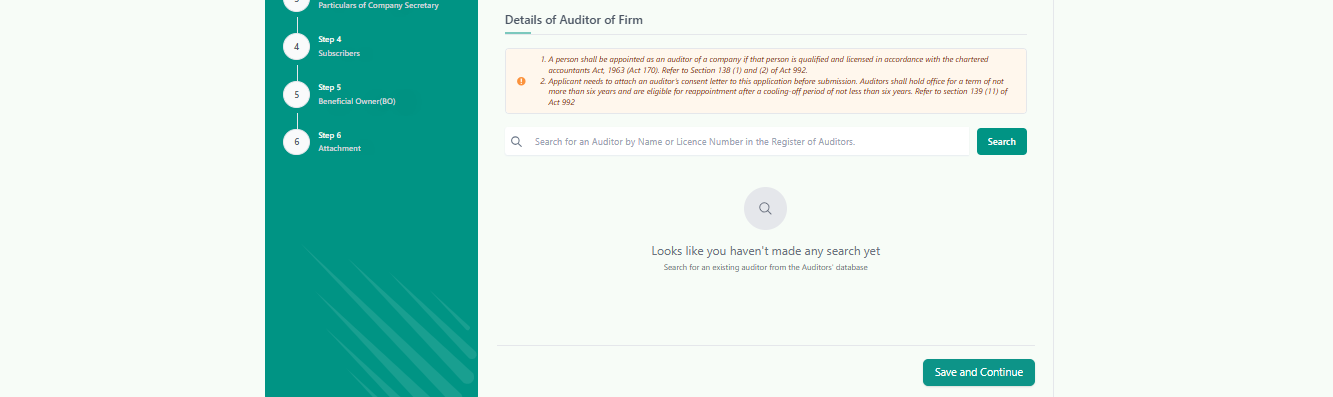 Particulars of Company Secretary
4
Step 4
Subscribers
5
Step 5
Beneficial Owner(BO)
6
Step 6
Attachment
Details of Auditor of Firm
1. A person shall be appointed as an auditor of a company if that person is qualified and licensed in accordance with the chartered
accountants Act, 1963 (Act 170). Refer to Section 138 (1) and (2) of Act 992.
2. Applicant needs to attach an auditor's consent letter to this application before submission. Auditors shall hold office for a term of not
more than six years and are eligible for reappointment after a cooling-off period of not less than six years. Refer to section 139 (11) of
Act 992
Search for an Auditor by Name or Licence Number in the Register of Auditors.
Search
Looks like you haven't made any search yet
Search for an existing auditor from the Auditors' database
Save and Continue